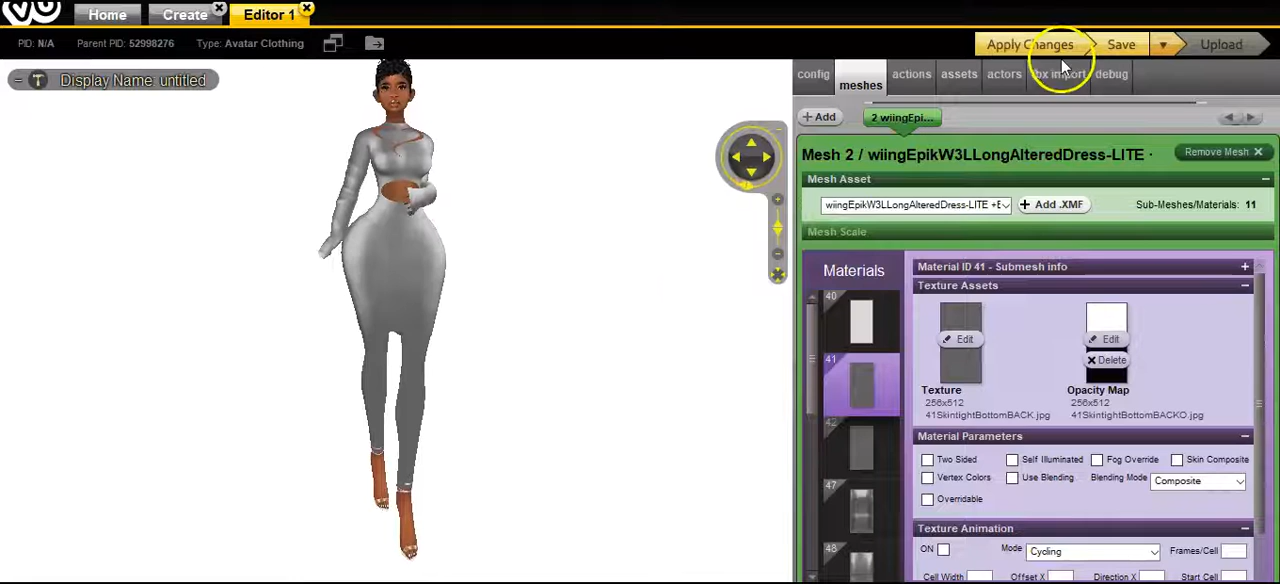 Home
Create
Editor 1
PID: N/A
Parent PID: 52998276
Type: Avatar Clothing
Apply Changes
Save
Upload
T Display Name: untitled
config
meshes
actions
assets
actors
debug
+ Add
2 wiingEpi...
Mesh 2 / wiingEpikW3LLongAlteredDress-LITE ·
Remove Mesh ✕
Mesh Asset
wiingEpikW3LLongAlteredDress-LITE +E
+ Add .XMF
Sub-Meshes/Materials: 11
Mesh Scale
Materials
40
41
42
47
48
Material ID 41 - Submesh info
Texture Assets
Edit
Edit
Delete
Texture
256x512
41SkintightBottomBACK.jpg
Opacity Map
256x512
41SkintightBottomBACKO.jpg
Material Parameters
Two Sided
Self Illuminated
Fog Override
Skin Composite
Vertex Colors
Use Blending
Blending Mode
Composite
Overridable
Texture Animation
ON
Mode
Cycling
Frames/Cell
Cell Width
Offset X
Direction X
Start Cell